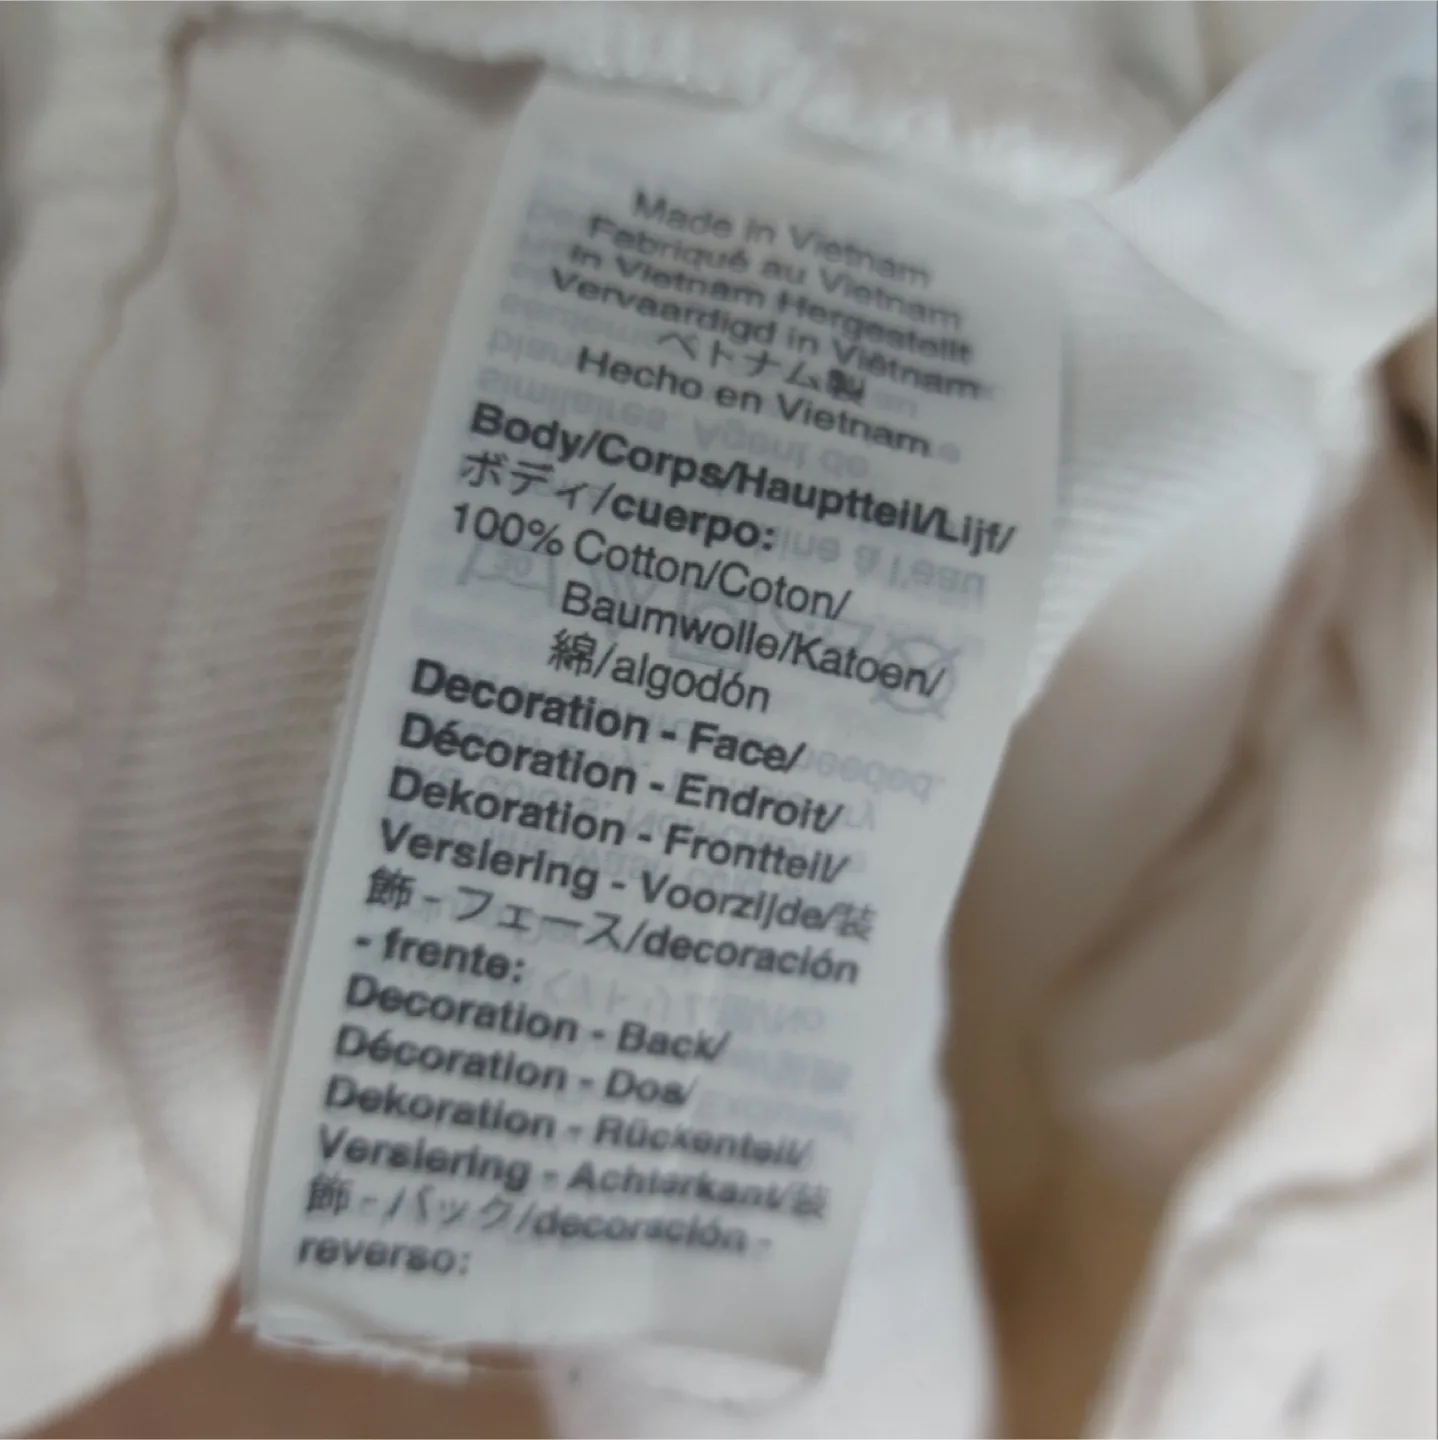 Made in Vietnam
Fabriqué au Vietnam
In Vietnam Hergestellt
Vervaardigd in Viëtnam
ベトナム製
Hecho en Vietnam
Body/Corps/Hauptteil/Lijf/
ボディ/cuerpo:
100% Cotton/Coton/
Baumwolle/Katoen/
綿/algodón
Decoration - Face/
Décoration - Endroit/
Dekoration - Frontteil/
Versiering - Voorzijde/装
飾 - フェース/decoración
- frente:
Decoration - Back/
Décoration - Dos/
Dekoration - Rückenteil/
Versiering - Achterkant/装
飾 - バック/decoración -
reverso: